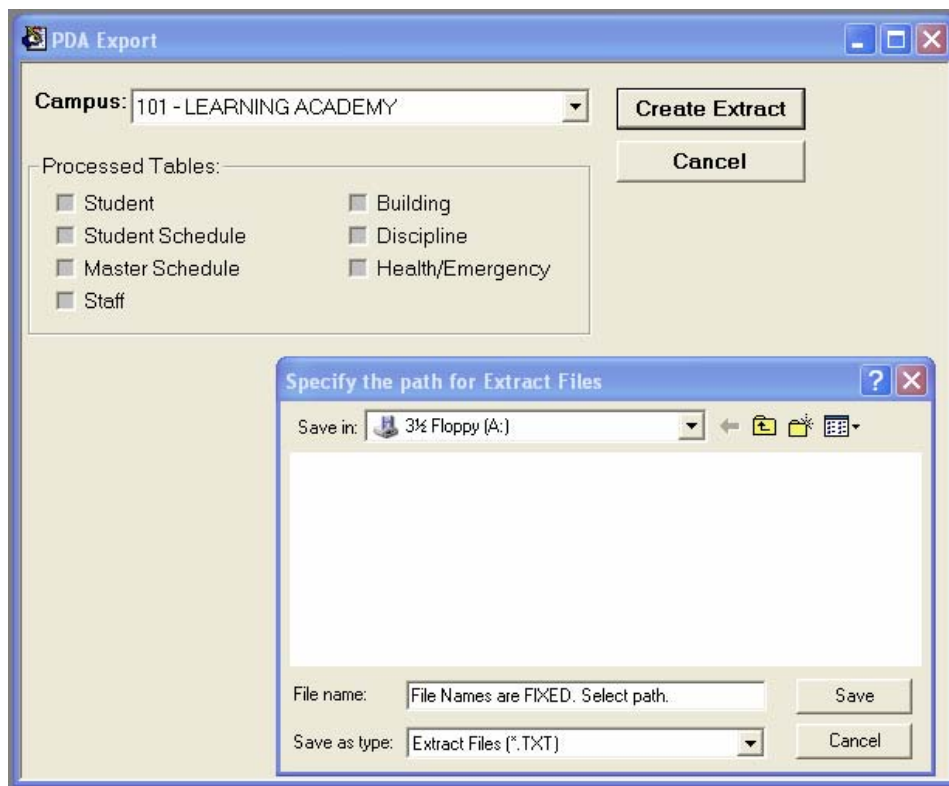 PDA Export
Campus: 101 - LEARNING ACADEMY
Create Extract
Cancel
Processed Tables:
Student
Building
Student Schedule
Discipline
Master Schedule
Health/Emergency
Staff
Specify the path for Extract Files
Save in: 3½ Floppy (A:)
File name: File Names are FIXED. Select path.
Save
Save as type: Extract Files (*.TXT)
Cancel